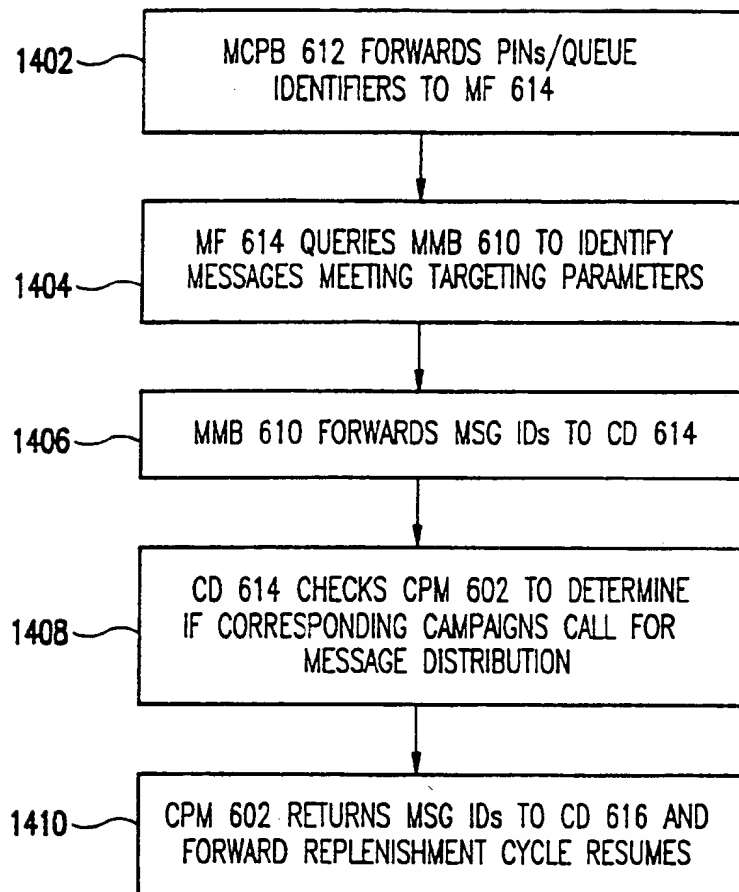 1402
MCPB 612 FORWARDS PINs/QUEUE
IDENTIFIERS TO MF 614
1404
MF 614 QUERIES MMB 610 TO IDENTIFY
MESSAGES MEETING TARGETING PARAMETERS
1406
MMB 610 FORWARDS MSG IDs TO CD 614
1408
CD 614 CHECKS CPM 602 TO DETERMINE
IF CORRESPONDING CAMPAIGNS CALL FOR
MESSAGE DISTRIBUTION
1410
CPM 602 RETURNS MSG IDs TO CD 616 AND
FORWARD REPLENISHMENT CYCLE RESUMES